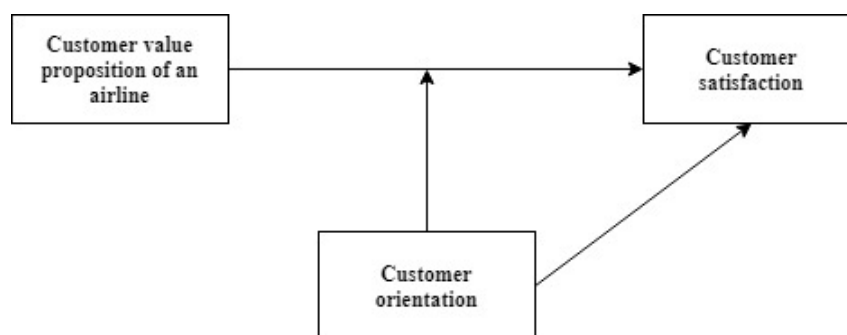 Customer value
proposition of an
airline
Customer
satisfaction
Customer
orientation